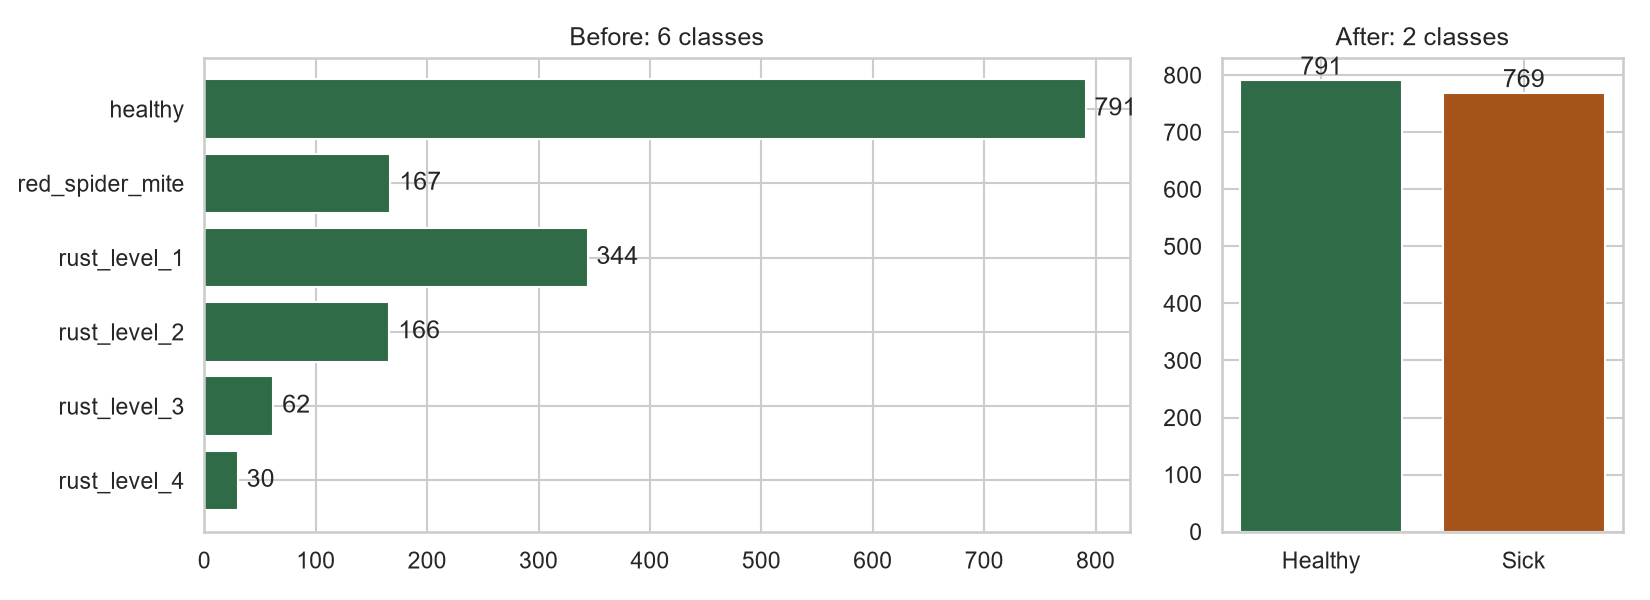 Before: 6 classes
healthy
791
red_spider_mite
167
rust_level_1
344
rust_level_2
166
rust_level_3
62
rust_level_4
30
0 100 200 300 400 500 600 700 800
After: 2 classes
800
700
600
500
400
300
200
100
0
791
769
Healthy Sick